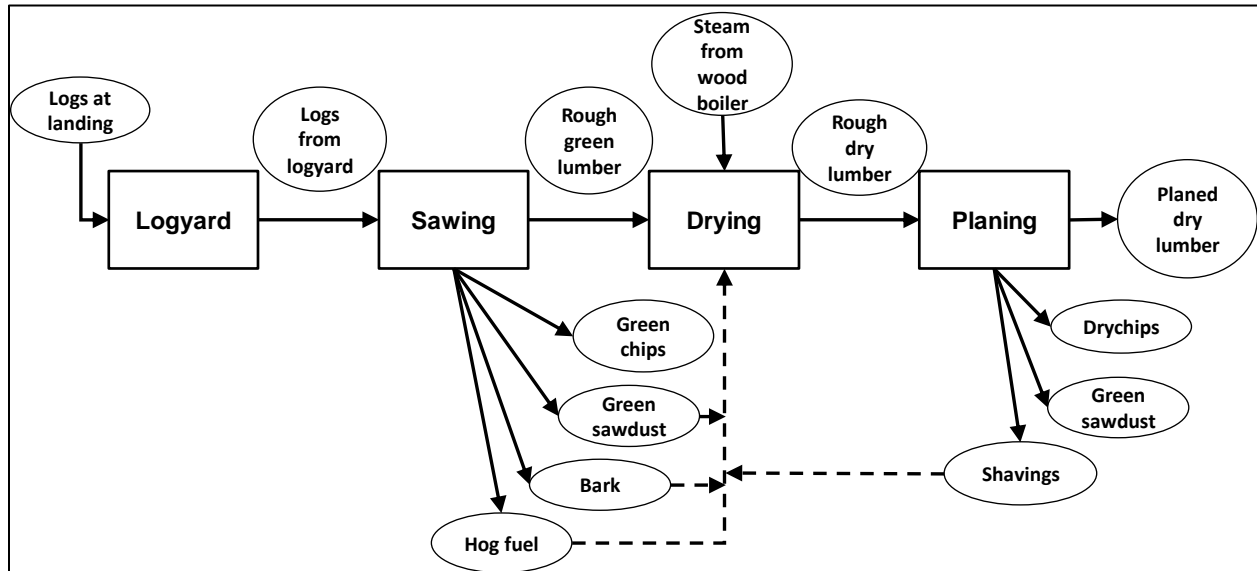 Steam
from
wood
boiler
Logs at
landing
Logs
from
logyard
Rough
green
lumber
Rough
dry
lumber
Planed
dry
lumber
Logyard
Sawing
Drying
Planing
Green
chips
Drychips
Green
sawdust
Green
sawdust
Bark
Shavings
Hog fuel